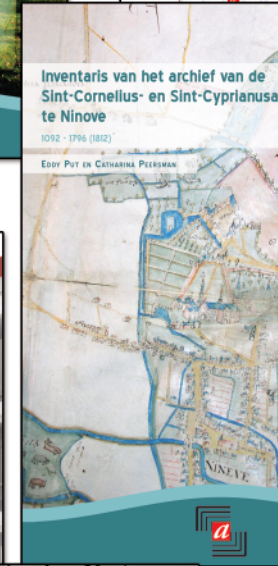 Inventaris van het archief van de
Sint-Cornelius- en Sint-Cyprianusa
te Ninove
1092 - 1796 (1812)
EDDY PUT EN CATHARINA PEERSMAN
NINEVE
a